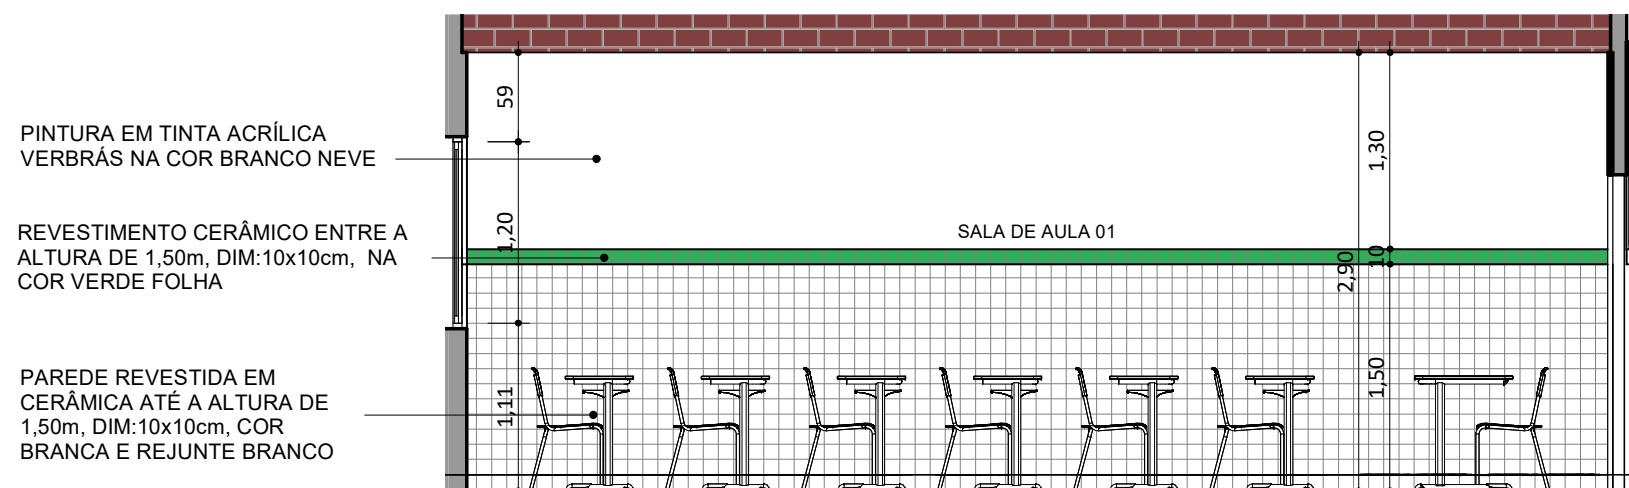 PINTURA EM TINTA ACRÍLICA
VERBRÁS NA COR BRANCO NEVE
REVESTIMENTO CERÂMICO ENTRE A
ALTURA DE 1,50m, DIM:10x10cm, NA
COR VERDE FOLHA
PAREDE REVESTIDA EM
CERÂMICA ATÉ A ALTURA DE
1,50m, DIM:10x10cm, COR
BRANCA E REJUNTE BRANCO
59
1,20
1,11
SALA DE AULA 01
2,90
1,30
10
1,50